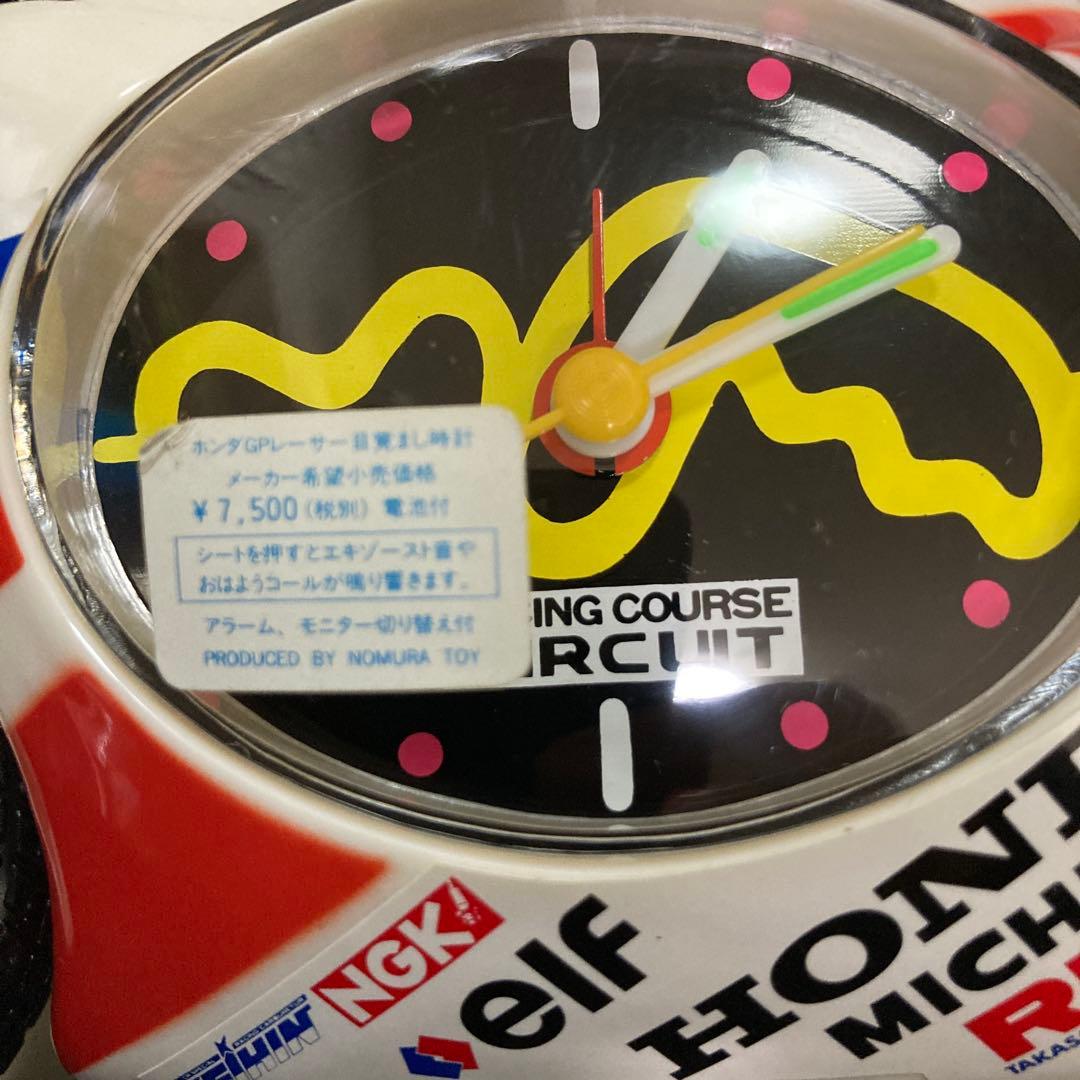 ホンダGPレーサー目覚まし時計
メーカー希望小売価格
¥7,500(税別) 電池付
シートを押すとエキゾースト音や
おはようコールが鳴り響きます。
アラーム、モニター切り替え付
PRODUCED BY NOMURA TOY
ING COURSE
RCUIT
NGK
elf
HON
MICH
TAKAS